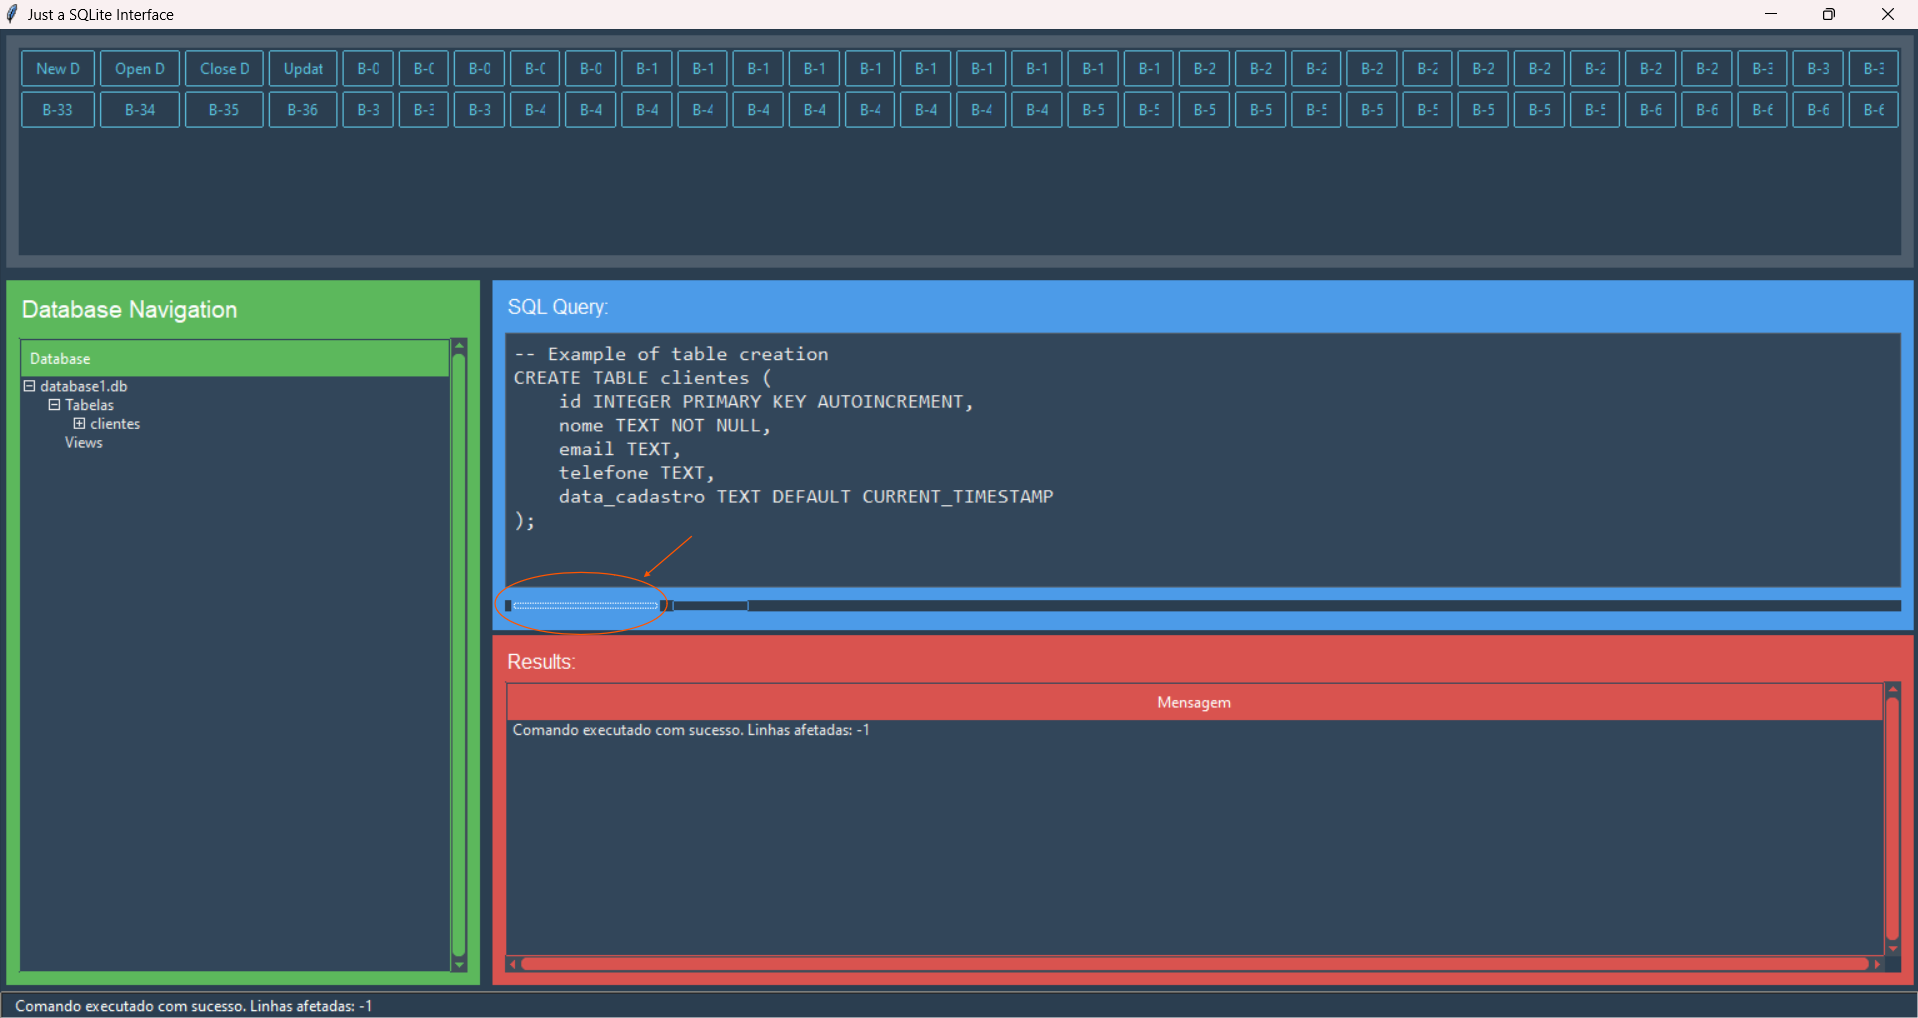 Just a SQLite Interface
New D Open D Close D Updat B-0 B-0 B-0 B-0 B-0 B-1 B-1 B-1 B-1 B-1 B-1 B-1 B-1 B-1 B-1 B-2 B-2 B-2 B-2 B-2 B-2 B-2 B-2 B-2 B-2 B-3 B-3 B-3
B-33 B-34 B-35 B-36 B-3 B-3 B-3 B-4 B-4 B-4 B-4 B-4 B-4 B-4 B-4 B-4 B-4 B-5 B-5 B-5 B-5 B-5 B-5 B-5 B-5 B-5 B-5 B-6 B-6 B-6 B-6 B-6
Database Navigation
Database
database1.db
Tabelas
clientes
Views
SQL Query:
-- Example of table creation
CREATE TABLE clientes (
    id INTEGER PRIMARY KEY AUTOINCREMENT,
    nome TEXT NOT NULL,
    email TEXT,
    telefone TEXT,
    data_cadastro TEXT DEFAULT CURRENT_TIMESTAMP
);
Results:
Mensagem
Comando executado com sucesso. Linhas afetadas: -1
Comando executado com sucesso. Linhas afetadas: -1